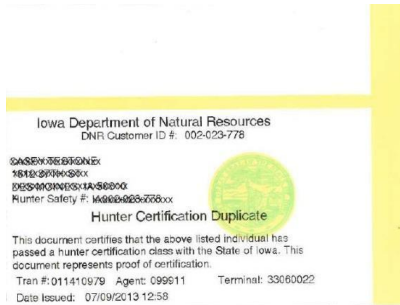 Iowa Department of Natural Resources
DNR Customer ID #: 002-023-778
Hunter Safety #:
Hunter Certification Duplicate
This document certifies that the above listed individual has
passed a hunter certification class with the State of Iowa. This
document represents proof of certification.
Tran #:011410979 Agent: 099911 Terminal: 33060022
Date Issued: 07/09/2013 12:58